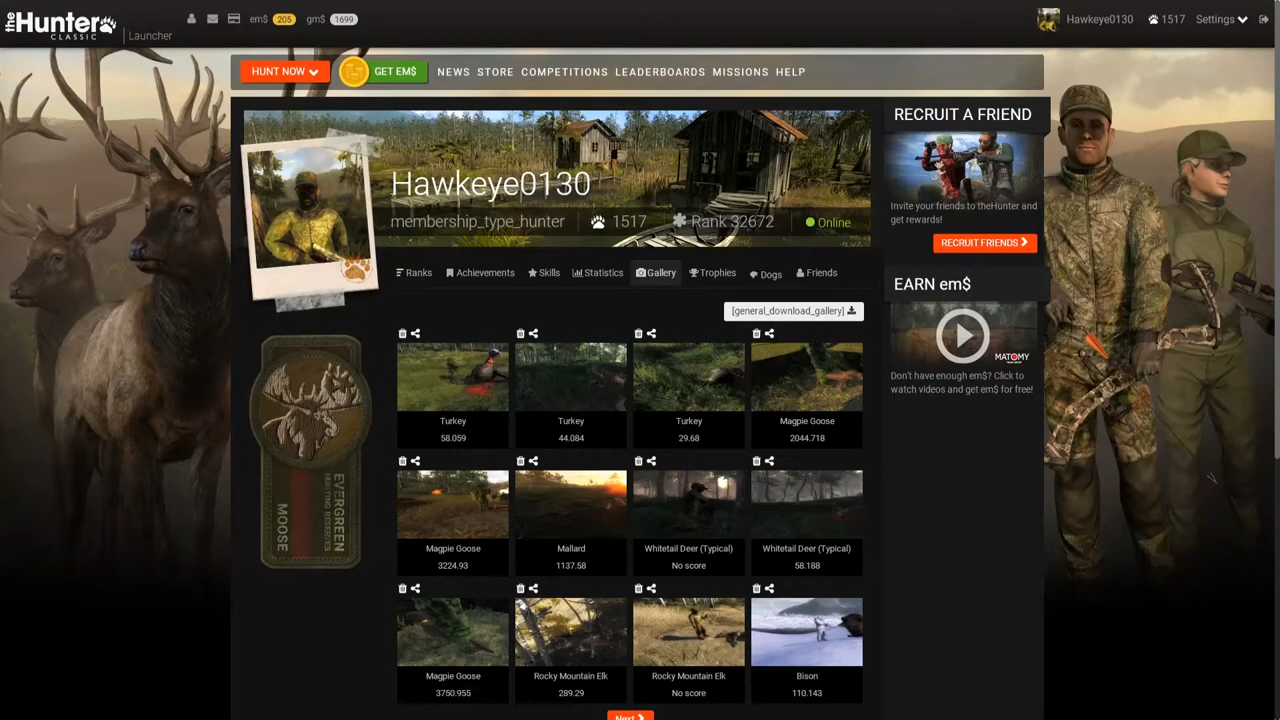 theHunter
CLASSIC
Launcher
em$ 205 gm$ 1699
Hawkeye0130 1517 Settings
HUNT NOW GET EM$ NEWS STORE COMPETITIONS LEADERBOARDS MISSIONS HELP
Hawkeye0130
membership_type_hunter 1517 Rank 32672 Online
Ranks Achievements Skills Statistics Gallery Trophies Dogs Friends
[general_download_gallery]
Turkey Turkey Turkey Magpie Goose
58.059 44.084 29.68 2044.718
Magpie Goose Mallard Whitetail Deer (Typical) Whitetail Deer (Typical)
3224.93 1137.58 No score 58.188
Magpie Goose Rocky Mountain Elk Rocky Mountain Elk Bison
3750.955 289.29 No score 110.143
Next
MOOSE
EVERGREEN
HUNTING RESERVES
RECRUIT A FRIEND
Invite your friends to theHunter and
get rewards!
RECRUIT FRIENDS
EARN em$
MATOMY
Don't have enough em$? Click to
watch videos and get em$ for free!